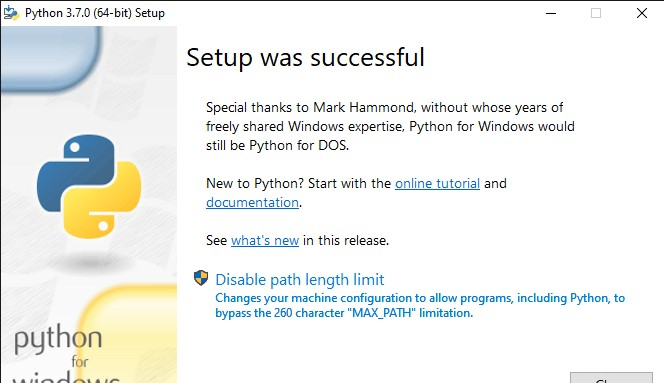 Python 3.7.0 (64-bit) Setup
Setup was successful
Special thanks to Mark Hammond, without whose years of
freely shared Windows expertise, Python for Windows would
still be Python for DOS.
New to Python? Start with the online tutorial and
documentation.
See what's new in this release.
Disable path length limit
Changes your machine configuration to allow programs, including Python, to
bypass the 260 character "MAX_PATH" limitation.
python
for
windows